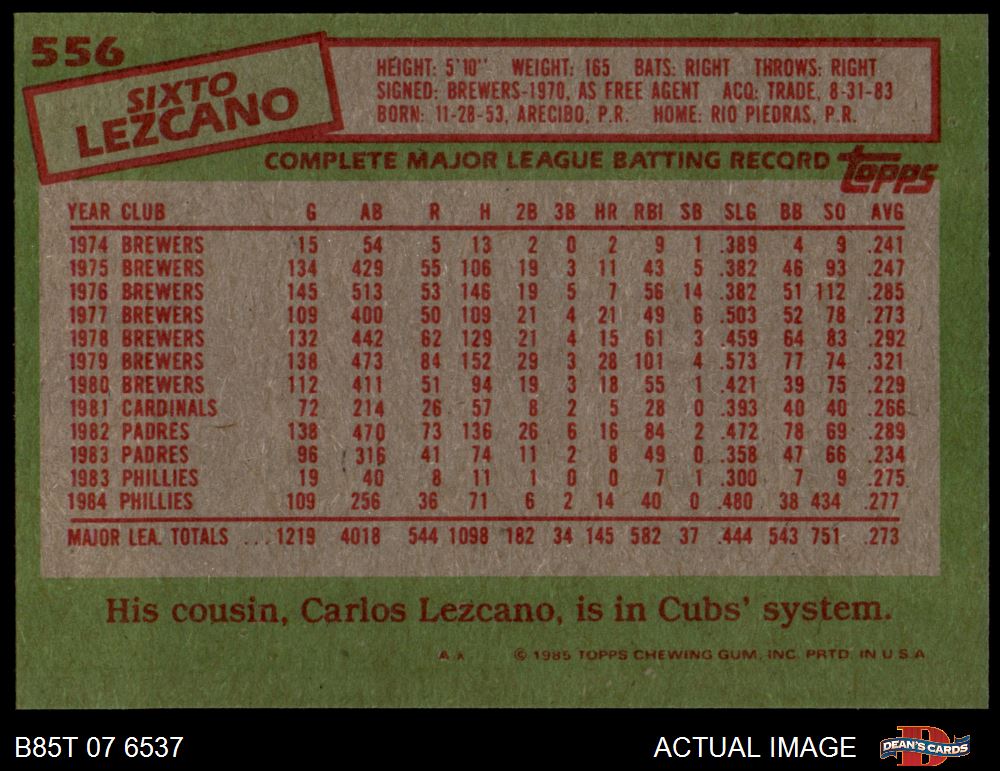 556
SIXTO
LEZCANO
HEIGHT: 5'10" WEIGHT: 165 BATS: RIGHT THROWS: RIGHT
SIGNED: BREWERS-1970, AS FREE AGENT ACQ: TRADE, 8-31-83
BORN: 11-28-53, ARECIBO, P.R. HOME: RIO PIEDRAS, P.R.
COMPLETE MAJOR LEAGUE BATTING RECORD topps
YEAR CLUB G AB R H 2B 3B HR RBI SB SLG BB SO AVG
1974 BREWERS 15 54 5 13 2 0 2 9 1 .389 4 9 .241
1975 BREWERS 134 429 55 106 19 3 11 43 5 .382 46 93 .247
1976 BREWERS 145 513 53 146 19 5 7 56 14 .382 51 112 .285
1977 BREWERS 109 400 50 109 21 4 21 49 6 .503 52 78 .273
1978 BREWERS 132 442 62 129 21 4 15 61 3 .459 64 83 .292
1979 BREWERS 138 473 84 152 29 3 28 101 4 .573 77 74 .321
1980 BREWERS 112 411 51 94 19 3 18 55 1 .421 39 75 .229
1981 CARDINALS 72 214 26 57 8 2 5 28 0 .393 40 40 .266
1982 PADRES 138 470 73 136 26 6 16 84 2 .472 78 69 .289
1983 PADRES 96 316 41 74 11 2 8 49 0 .358 47 66 .234
1983 PHILLIES 19 40 8 11 1 0 0 7 1 .300 7 9 .275
1984 PHILLIES 109 256 36 71 6 2 14 40 0 .480 38 434 .277
MAJOR LEA. TOTALS ... 1219 4018 544 1098 182 34 145 582 37 .444 543 751 .273
His cousin, Carlos Lezcano, is in Cubs' system.
© 1985 TOPPS CHEWING GUM, INC. PRTD. IN U.S.A.
B85T 07 6537 ACTUAL IMAGE DEAN'S CARDS